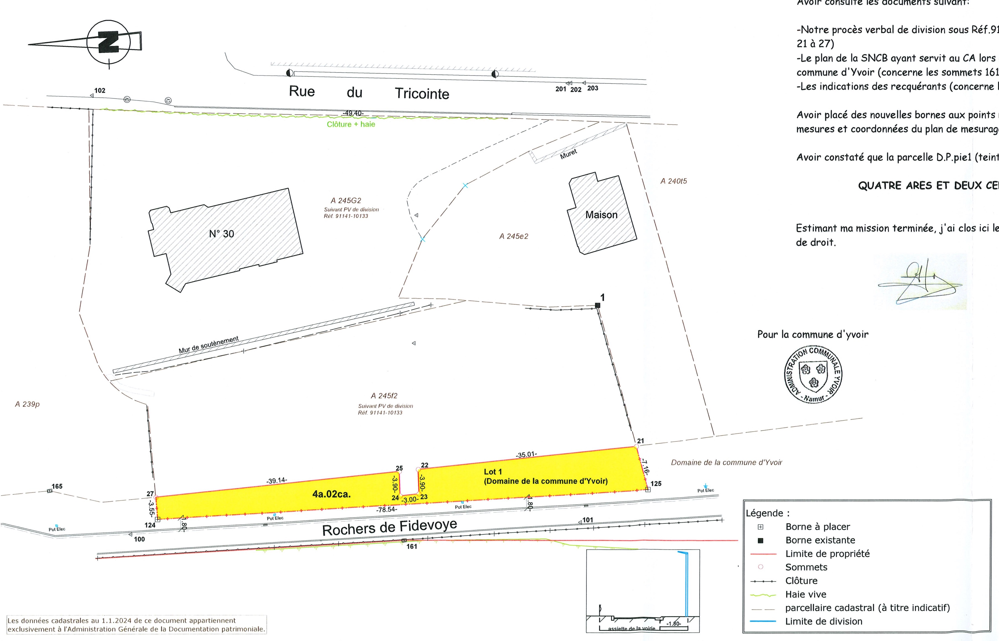 Avoir consulté les documents suivant:
-Notre procès verbal de division sous Réf.91
21 à 27)
-Le plan de la SNCB ayant servit au CA lors
commune d'Yvoir (concerne les sommets 161
-Les indications des recquérants (concerne
Avoir placé des nouvelles bornes aux points
mesures et coordonnées du plan de mesurag
Avoir constaté que la parcelle D.P.pie1 (teint
QUATRE ARES ET DEUX CE
Estimant ma mission terminée, j'ai clos ici le
de droit.
Pour la commune d'yvoir
ADMINISTRATION COMMUNALE YVOIR
- Namur -
N
102
Rue du Tricointe
201 202 203
CV
CV
-49.40-
Clôture + haie
Muret
A 240t5
A 245G2
Suivant PV de division
Réf. 91141-10133
Maison
N° 30
A 245e2
1
Mur de soutènement
A 245f2
Suivant PV de division
Réf. 91141-10133
A 239p
21
-35.01-
-7.16-
Domaine de la commune d'Yvoir
25
22
Lot 1
(Domaine de la commune d'Yvoir)
-39.14-
-3.90-
-3.90-
4a.02ca.
125
165
27
24
-3.00-
23
Pot Elec
-3.55-
-78.54-
Pot Elec
-1.80-
Pot Elec
124
-1.80-
Pot Elec
Rochers de Fidevoye
101
100
161
assiette de la voirie
-1.80-
Légende :
Borne à placer
Borne existante
Limite de propriété
Sommets
Clôture
Haie vive
parcellaire cadastral (à titre indicatif)
Limite de division
Les données cadastrales au 1.1.2024 de ce document appartiennent
exclusivement à l'Administration Générale de la Documentation patrimoniale.